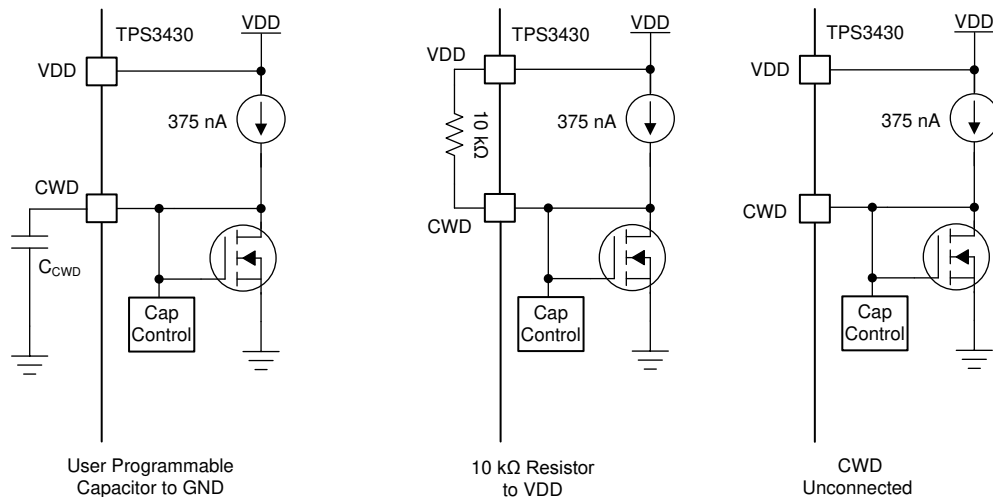 TPS3430
VDD
VDD
375 nA
CWD
C_CWD
Cap
Control
User Programmable
Capacitor to GND
TPS3430
VDD
VDD
10 kΩ
375 nA
CWD
Cap
Control
10 kΩ Resistor
to VDD
TPS3430
VDD
VDD
375 nA
CWD
Cap
Control
CWD
Unconnected